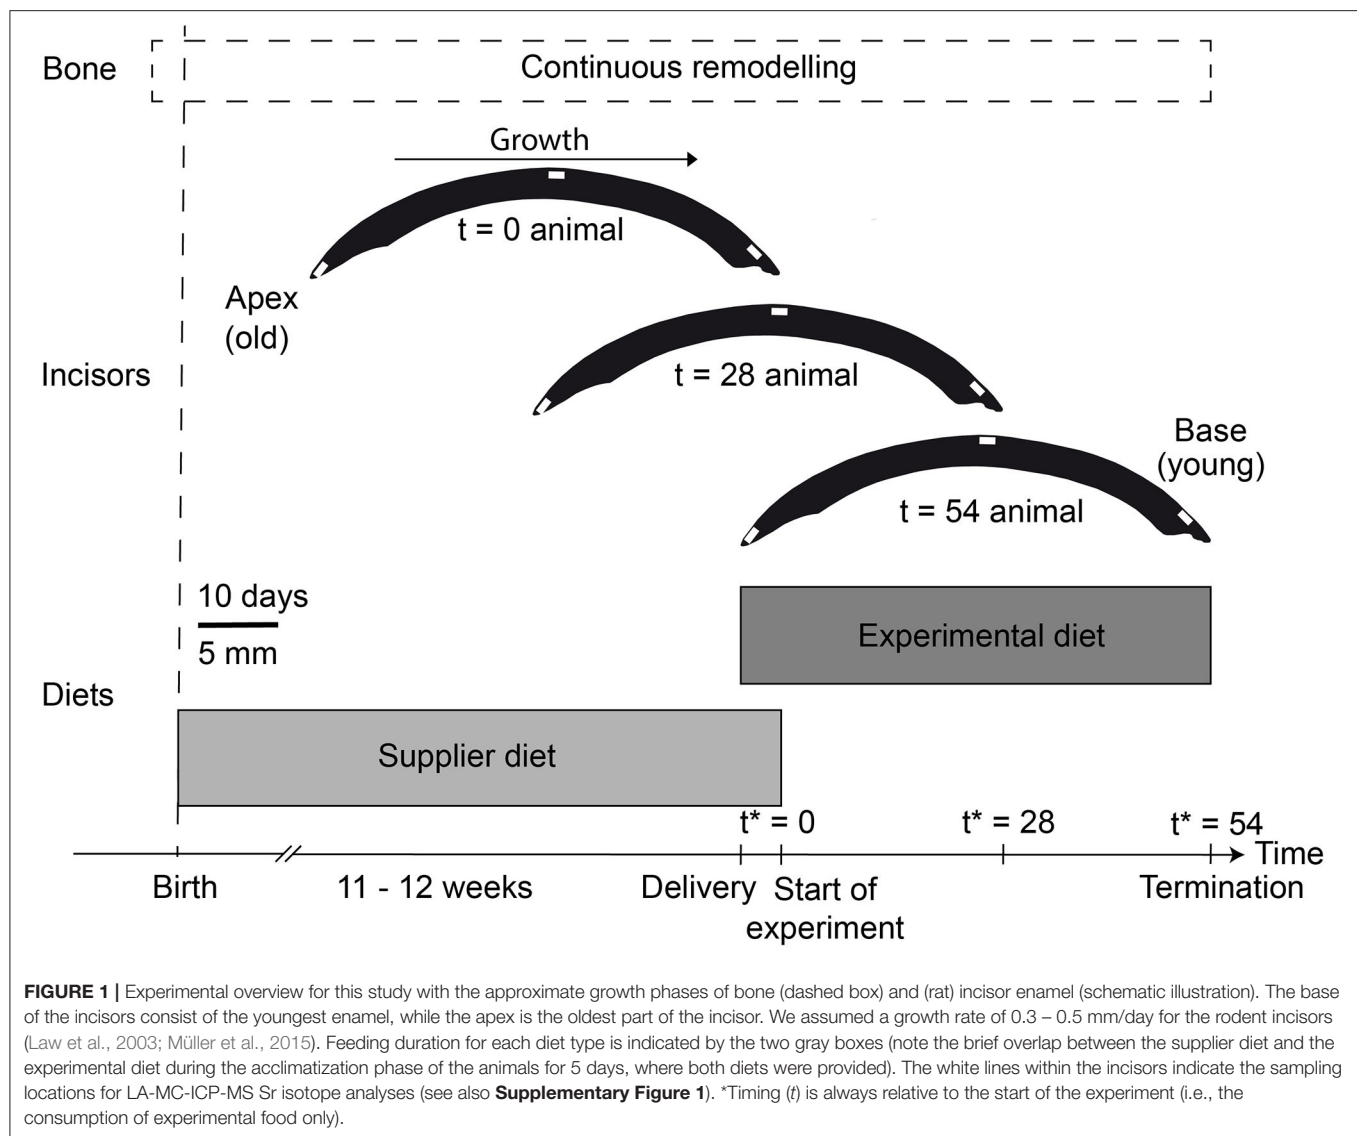 Bone
Continuous remodelling
Growth
t = 0 animal
Apex
(old)
t = 28 animal
Incisors
Base
(young)
t = 54 animal
10 days
5 mm
Experimental diet
Diets
Supplier diet
t* = 0
t* = 28
t* = 54
Time
Birth
11 - 12 weeks
Delivery
Start of
experiment
Termination
FIGURE 1 | Experimental overview for this study with the approximate growth phases of bone (dashed box) and (rat) incisor enamel (schematic illustration). The base
of the incisors consist of the youngest enamel, while the apex is the oldest part of the incisor. We assumed a growth rate of 0.3 – 0.5 mm/day for the rodent incisors
(Law et al., 2003; Müller et al., 2015). Feeding duration for each diet type is indicated by the two gray boxes (note the brief overlap between the supplier diet and the
experimental diet during the acclimatization phase of the animals for 5 days, where both diets were provided). The white lines within the incisors indicate the sampling
locations for LA-MC-ICP-MS Sr isotope analyses (see also Supplementary Figure 1). *Timing (t) is always relative to the start of the experiment (i.e., the
consumption of experimental food only).